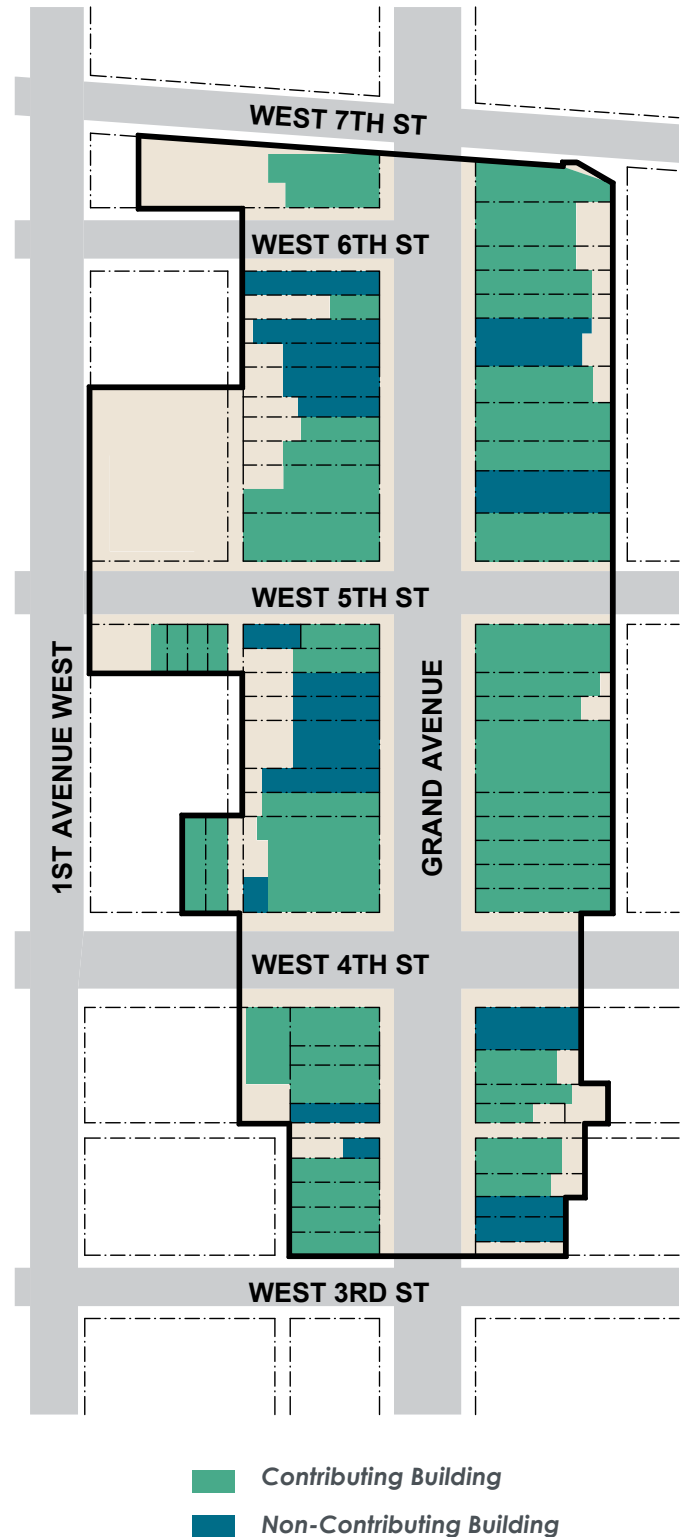 WEST 7TH ST
WEST 6TH ST
WEST 5TH ST
1ST AVENUE WEST
GRAND AVENUE
WEST 4TH ST
WEST 3RD ST
Contributing Building
Non-Contributing Building